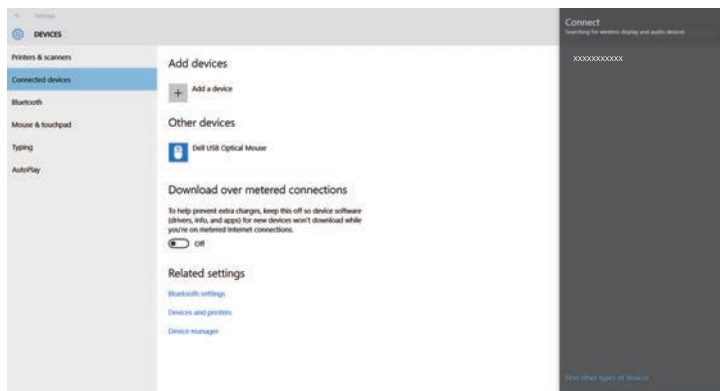 Settings
DEVICES
Printers & scanners
Connected devices
Bluetooth
Mouse & touchpad
Typing
AutoPlay
Add devices
Add a device
Other devices
Dell USB Optical Mouse
Download over metered connections
To help prevent extra charges, keep this off so device software
(drivers, info, and apps) for new devices won't download while
you're on metered Internet connections.
Off
Related settings
Bluetooth settings
Devices and printers
Device manager
Connect
Searching for wireless display and audio devices
xxxxxxxxxxx
Find other types of devices